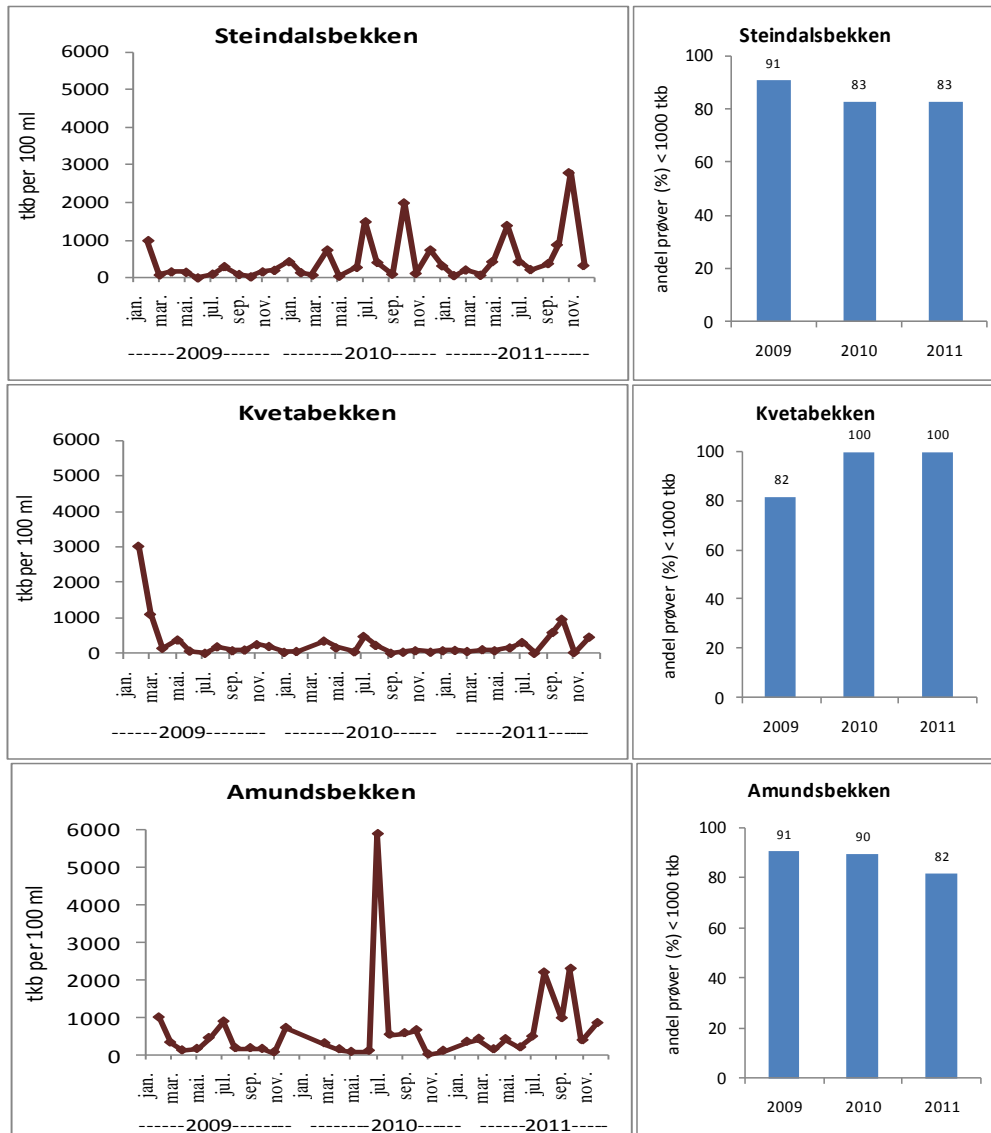 Steindalsbekken
6000
5000
4000
3000
2000
1000
0
tkb per 100 ml
jan. mar. mai. jul. sep. nov. jan. mar. mai. jul. sep. nov. jan. mar. mai. jul. sep. nov.
------2009------- ------2010------- ------2011------
Steindalsbekken
100
80
60
40
20
0
andel prøver (%) < 1000 tkb
91 83 83
2009 2010 2011
Kvetabekken
6000
5000
4000
3000
2000
1000
0
tkb per 100 ml
jan. mar. mai. jul. sep. nov. jan. mar. mai. jul. sep. nov. jan. mar. mai. jul. sep. nov.
------2009------- ------2010------- ------2011------
Kvetabekken
100
80
60
40
20
0
andel prøver (%) < 1000 tkb
82 100 100
2009 2010 2011
Amundsbekken
6000
5000
4000
3000
2000
1000
0
tkb per 100 ml
jan. mar. mai. jul. sep. nov. jan. mar. mai. jul. sep. nov. jan. mar. mai. jul. sep. nov.
------2009------- ------2010------- ------2011------
Amundsbekken
100
80
60
40
20
0
andel prøver (%) < 1000 tkb
91 90 82
2009 2010 2011